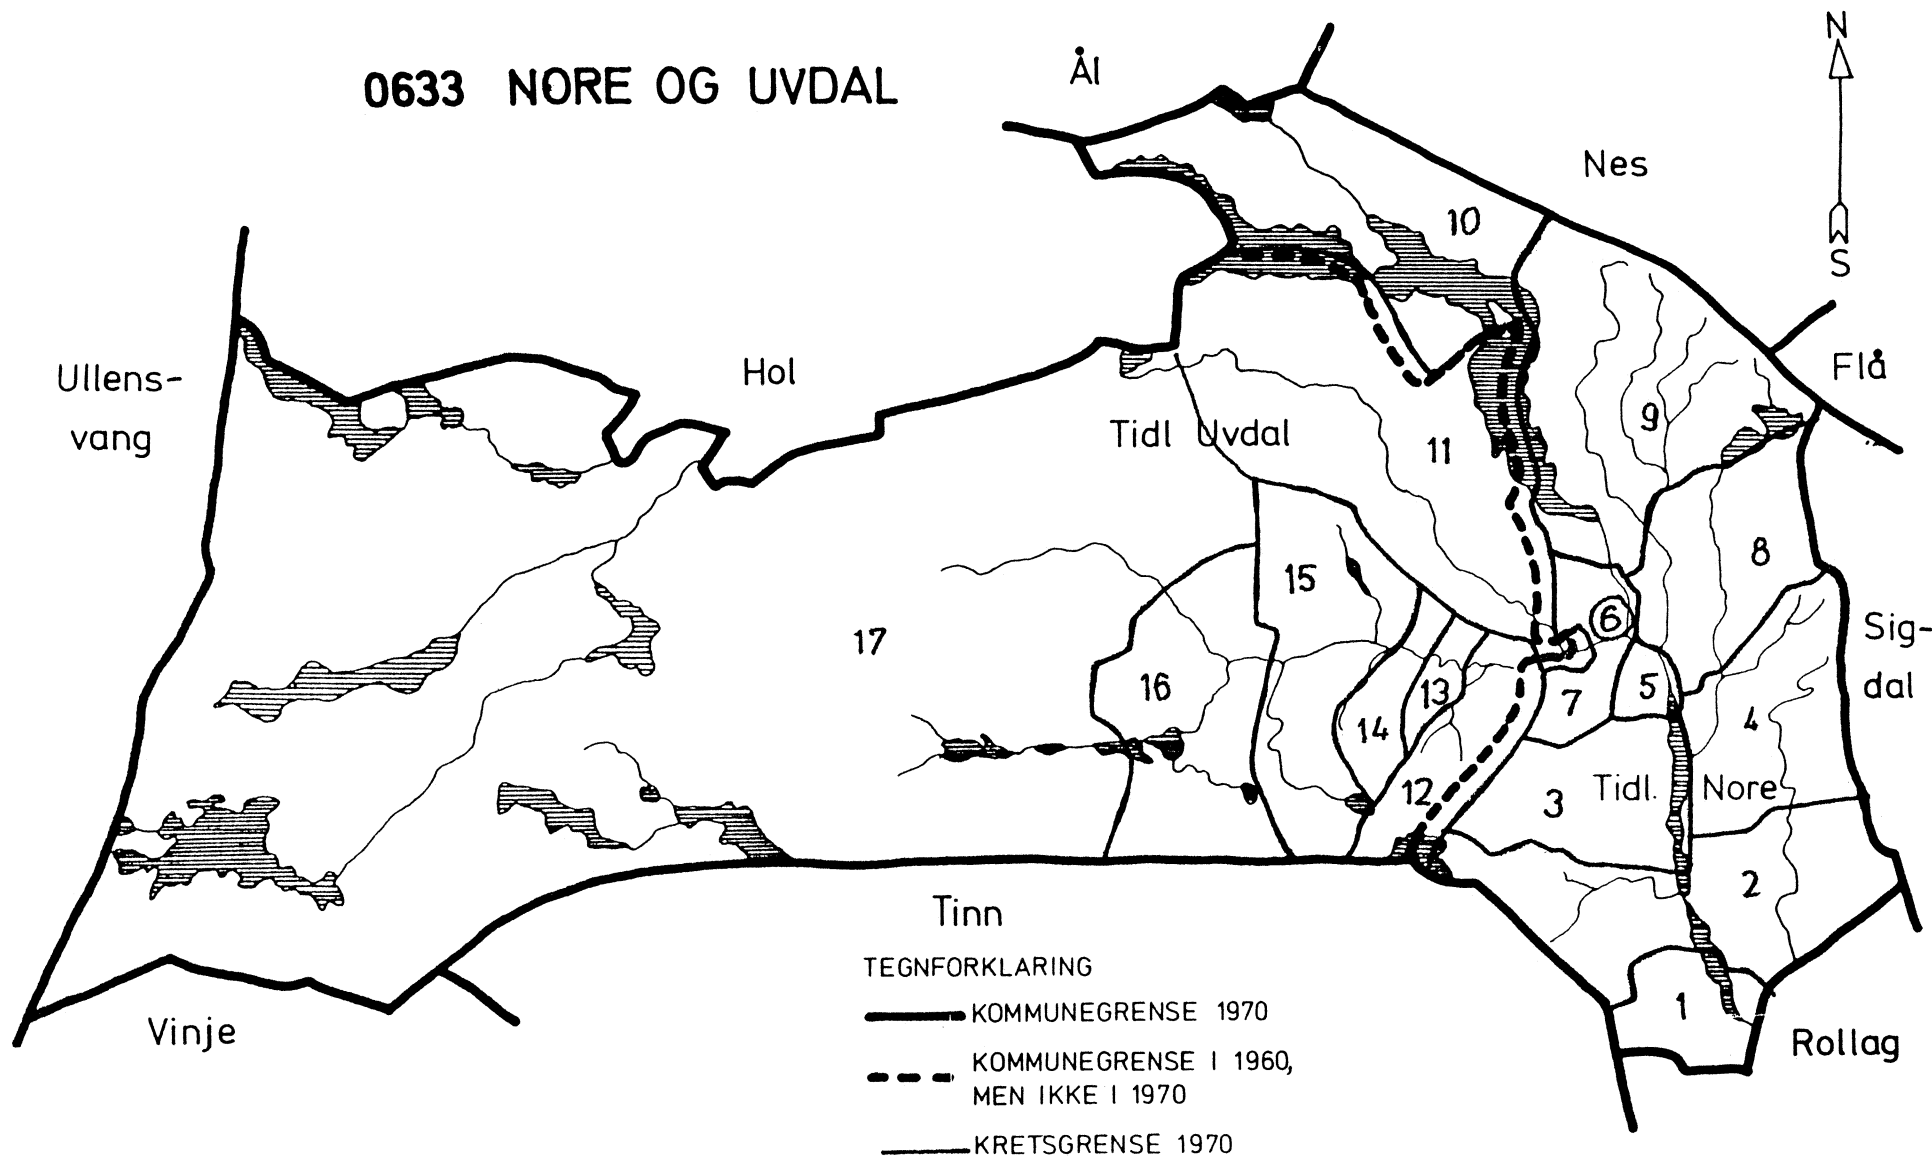 0633 NORE OG UVDAL
Ål
N
Nes
S
10
Ullens-
vang
Hol
Flå
Tidl Uvdal
11
9
8
15
17
6
Sig-
dal
16
13
7
5
14
4
12
3
Tidl. Nore
2
Tinn
1
Vinje
Rollag
TEGNFORKLARING
KOMMUNEGRENSE 1970
KOMMUNEGRENSE I 1960,
MEN IKKE I 1970
KRETSGRENSE 1970